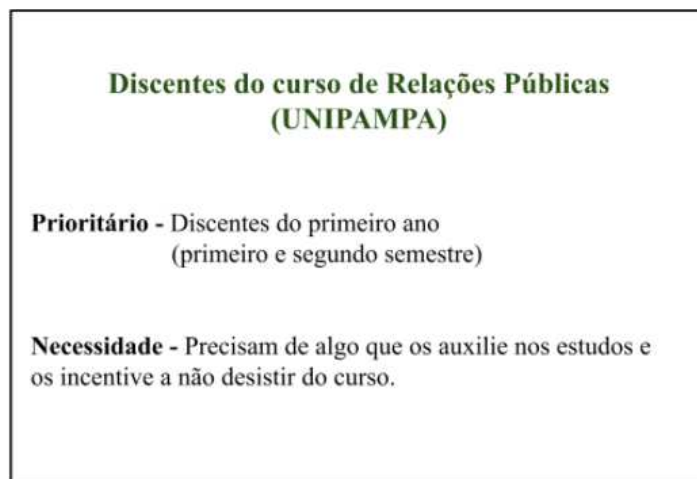 Discentes do curso de Relações Públicas
(UNIPAMPA)
Prioritário - Discentes do primeiro ano
(primeiro e segundo semestre)
Necessidade - Precisam de algo que os auxilie nos estudos e
os incentive a não desistir do curso.